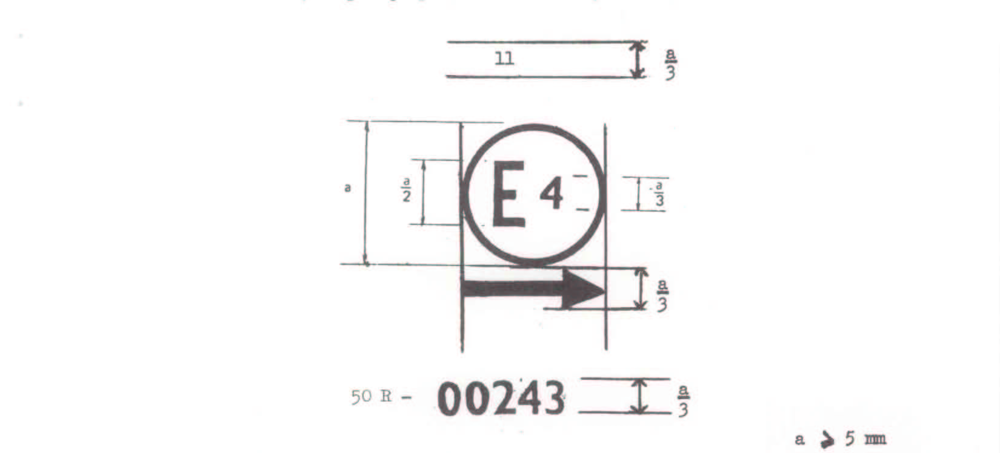 11 a/3
a a/2 E 4 a/3
a/3
50 R - 00243 a/3
a ⩾ 5 mm